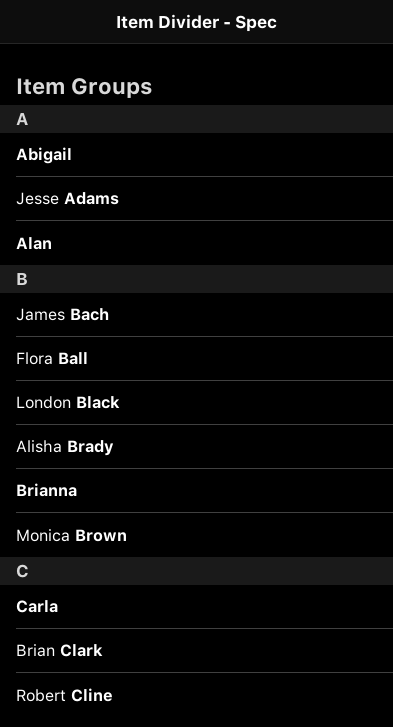 Item Divider - Spec
Item Groups
A
Abigail
Jesse Adams
Alan
B
James Bach
Flora Ball
London Black
Alisha Brady
Brianna
Monica Brown
C
Carla
Brian Clark
Robert Cline